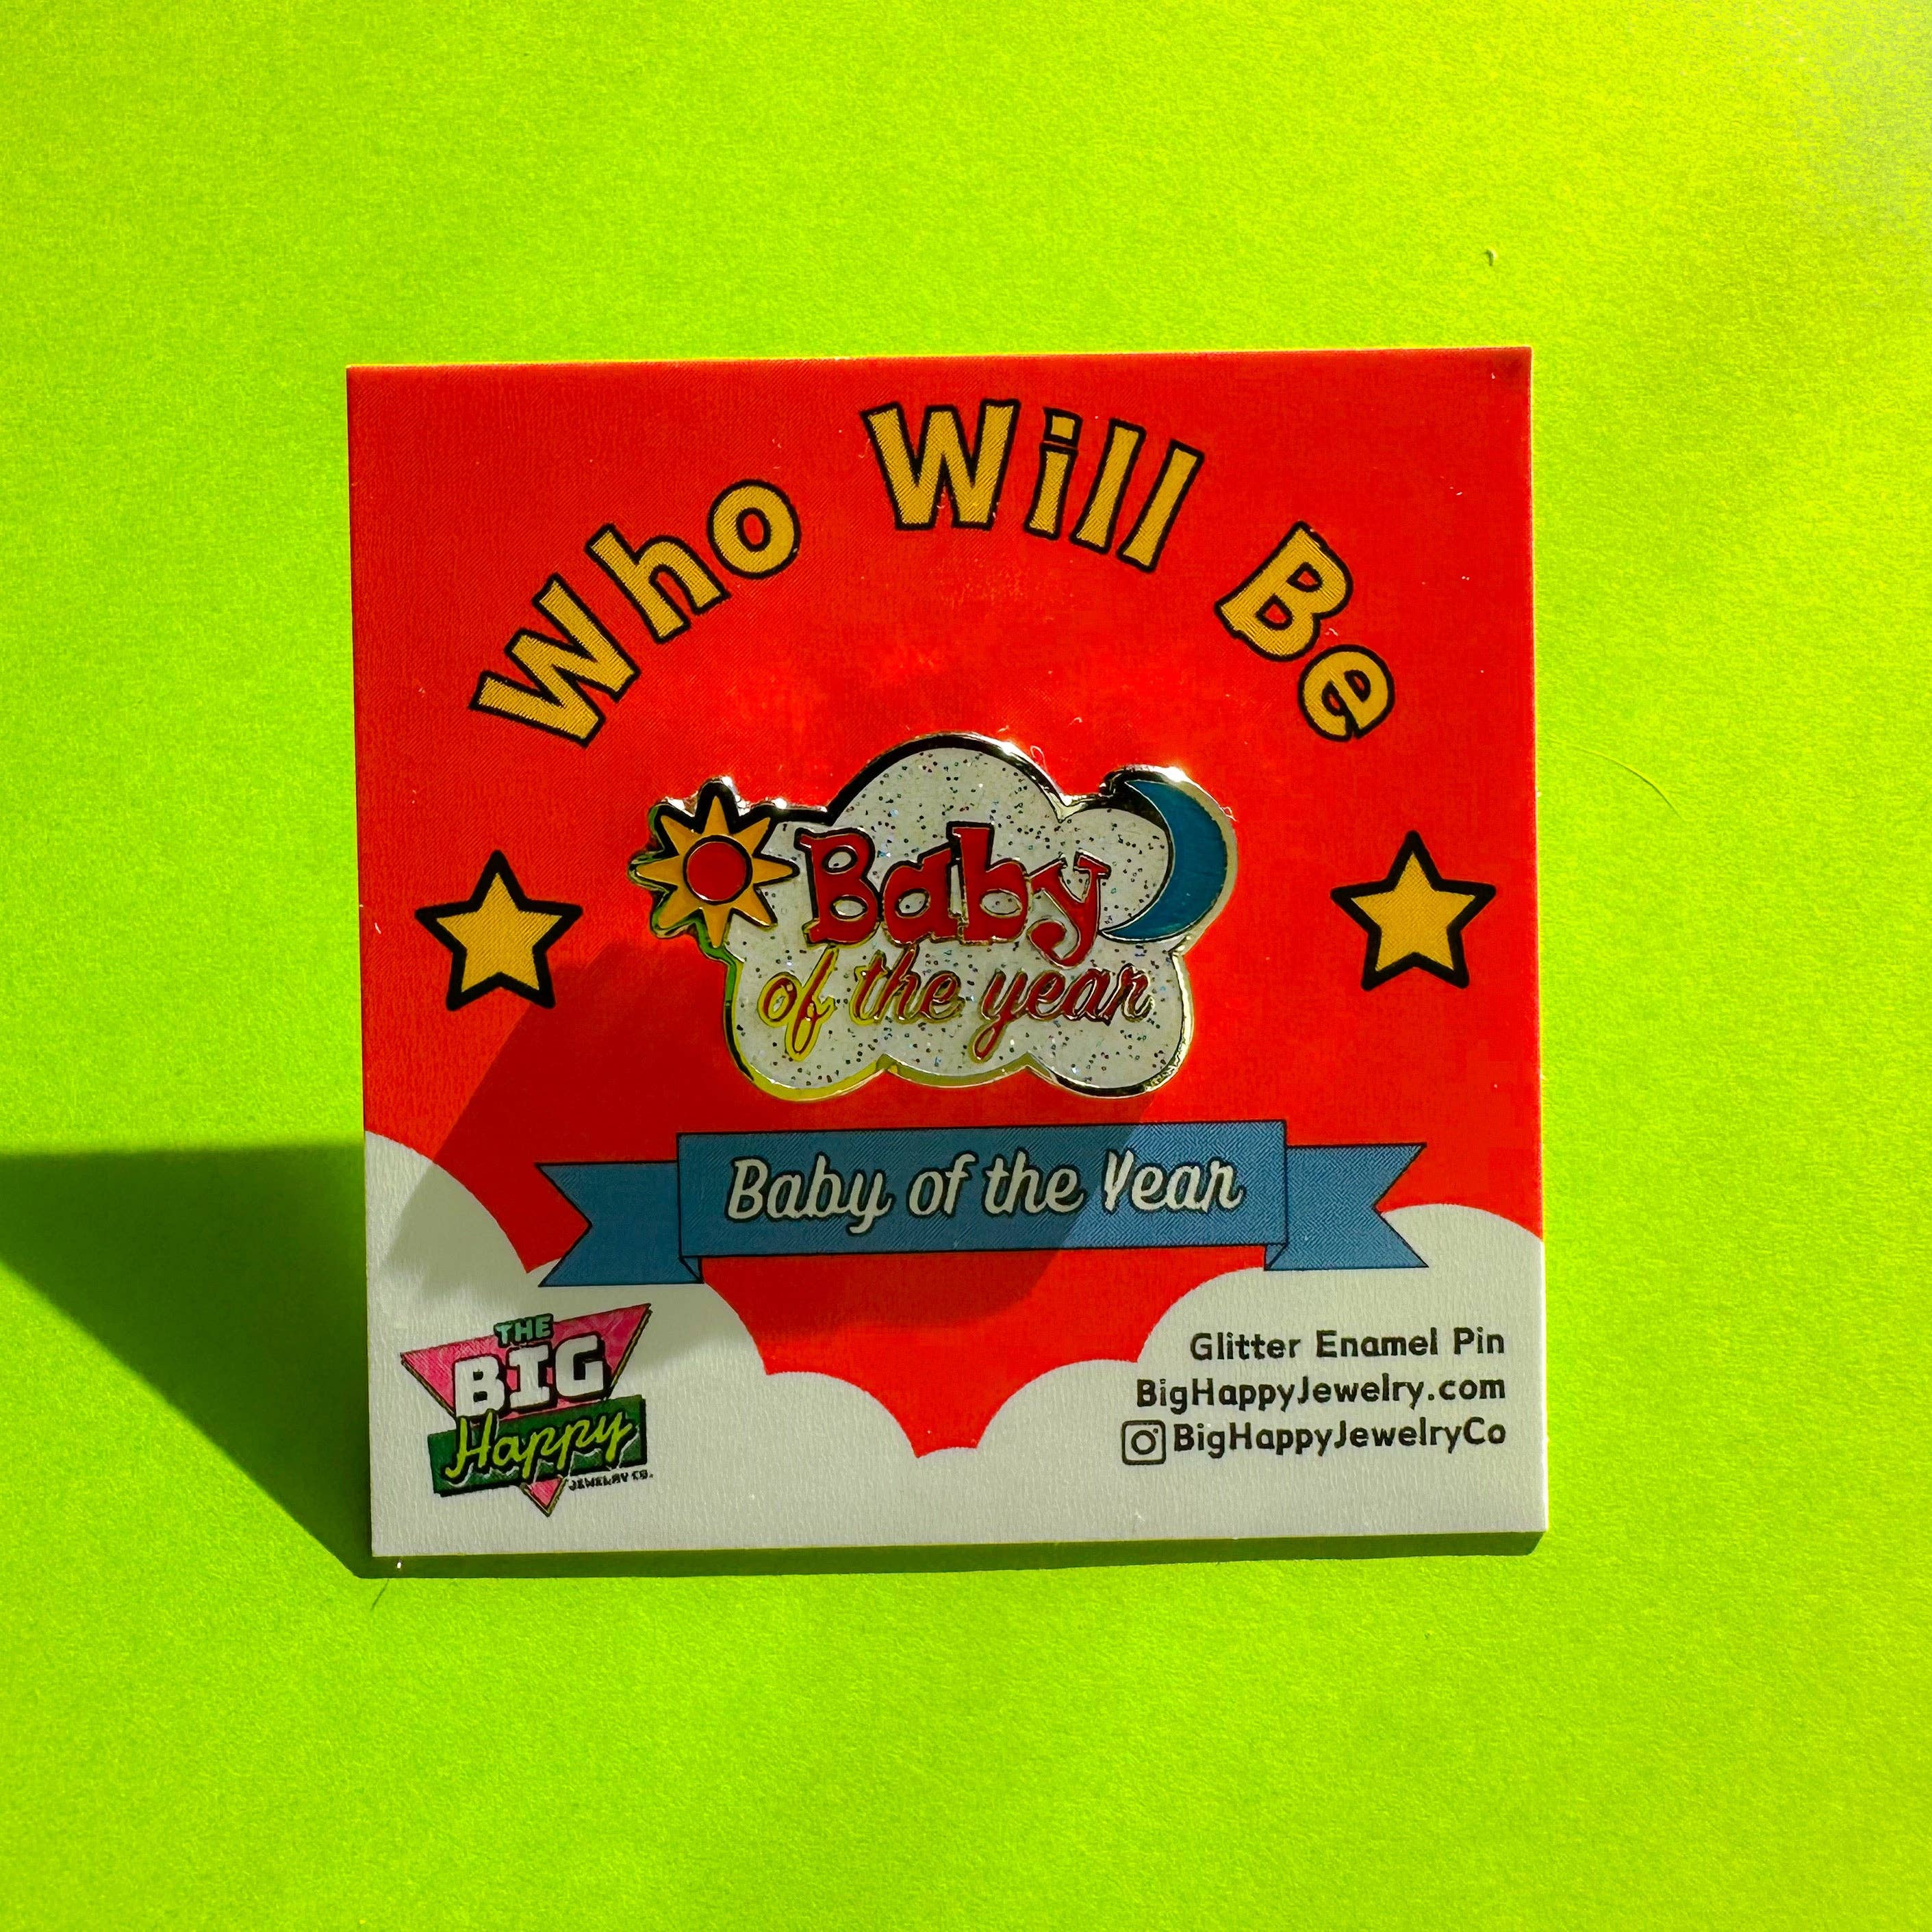 Who Will Be
Baby
of the year
Baby of the Year
THE
BIG
Happy
JEWELRY CO.
Glitter Enamel Pin
BigHappyJewelry.com
BigHappyJewelryCo